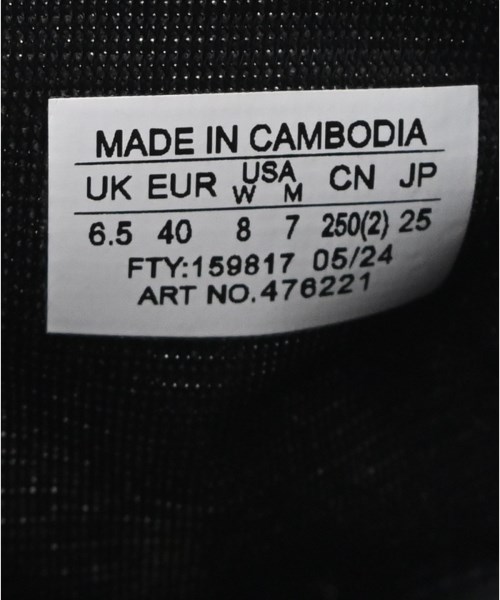 MADE IN CAMBODIA
UK EUR USA W M CN JP
6.5 40 8 7 250(2) 25
FTY:159817 05/24
ART NO.476221